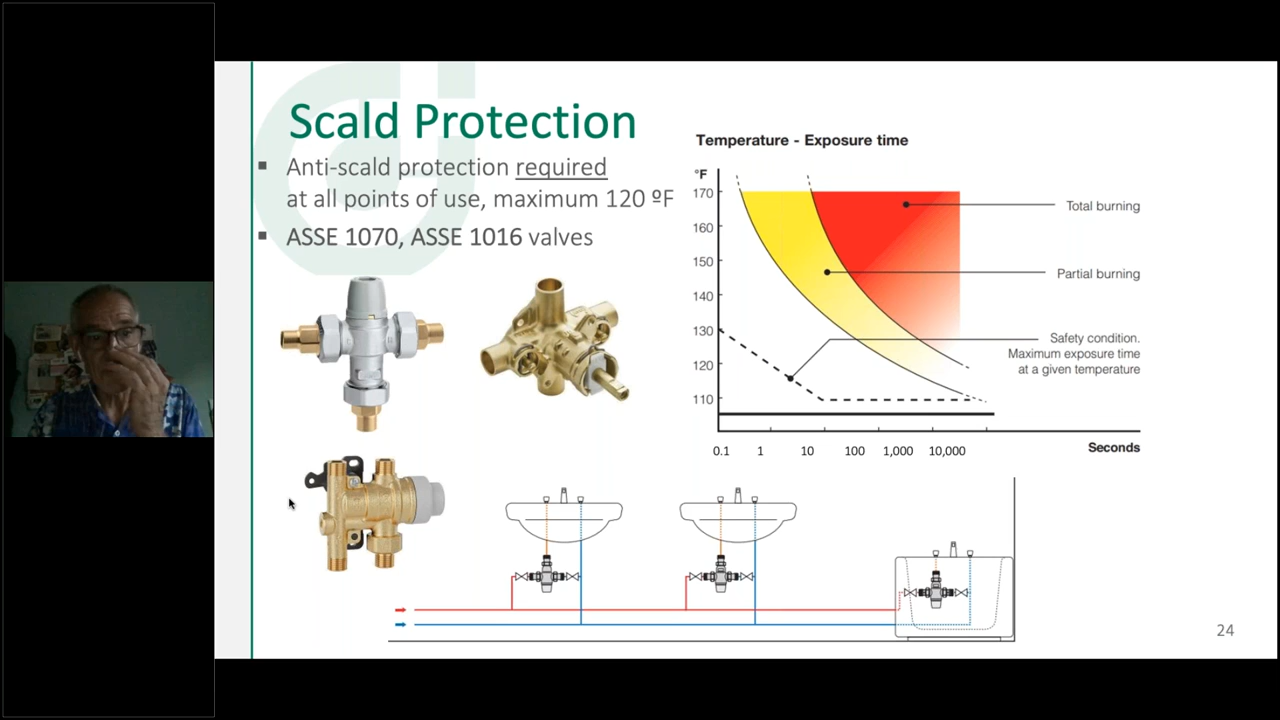 Scald Protection
▪ Anti-scald protection required
at all points of use, maximum 120 ºF
▪ ASSE 1070, ASSE 1016 valves
Temperature - Exposure time
°F
170
160
150
140
130
120
110
Total burning
Partial burning
Safety condition.
Maximum exposure time
at a given temperature
0.1 1 10 100 1,000 10,000
Seconds
24